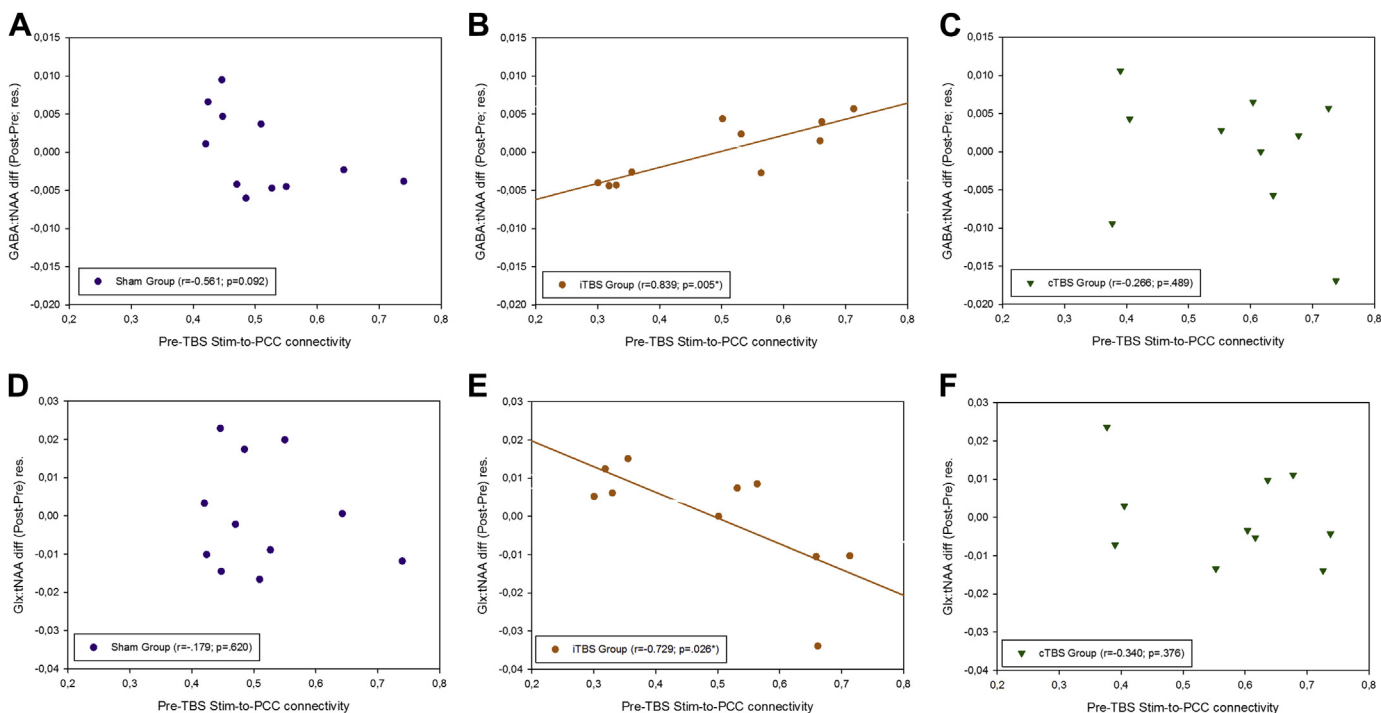 A
GABA:tNAA diff (Post-Pre; res.)
0,015
0,010
0,005
0,000
-0,005
-0,010
-0,015
-0,020
Sham Group (r=-0.561; p=0.092)
0,2 0,3 0,4 0,5 0,6 0,7 0,8
Pre-TBS Stim-to-PCC connectivity
B
GABA:tNAA diff (Post-Pre; res.)
0,015
0,010
0,005
0,000
-0,005
-0,010
-0,015
-0,020
iTBS Group (r=0.839; p=.005*)
0,2 0,3 0,4 0,5 0,6 0,7 0,8
Pre-TBS Stim-to-PCC connectivity
C
GABA:tNAA diff (Post-Pre; res.)
0,015
0,010
0,005
0,000
-0,005
-0,010
-0,015
-0,020
cTBS Group (r=-0.266; p=.489)
0,2 0,3 0,4 0,5 0,6 0,7 0,8
Pre-TBS Stim-to-PCC connectivity
D
Glx:tNAA diff (Post-Pre) res.
0,03
0,02
0,01
0,00
-0,01
-0,02
-0,03
-0,04
Sham Group (r=-.179; p=.620)
0,2 0,3 0,4 0,5 0,6 0,7 0,8
Pre-TBS Stim-to-PCC connectivity
E
Glx:tNAA diff (Post-Pre) res.
0,03
0,02
0,01
0,00
-0,01
-0,02
-0,03
-0,04
iTBS Group (r=-0.729; p=.026*)
0,2 0,3 0,4 0,5 0,6 0,7 0,8
Pre-TBS Stim-to-PCC connectivity
F
Glx:tNAA diff (Post-Pre) res.
0,03
0,02
0,01
0,00
-0,01
-0,02
-0,03
-0,04
cTBS Group (r=-0.340; p=.376)
0,2 0,3 0,4 0,5 0,6 0,7 0,8
Pre-TBS Stim-to-PCC connectivity